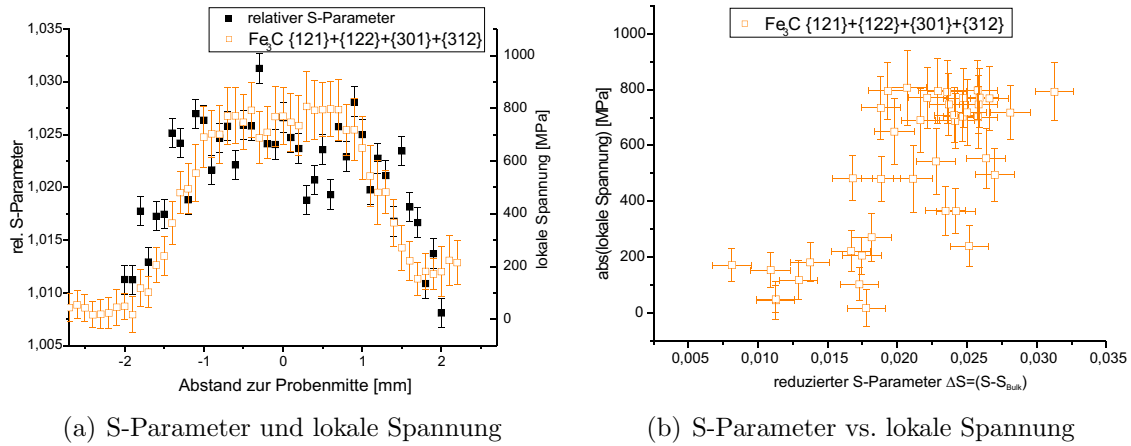 relativer S-Parameter
Fe₃C {121}+{122}+{301}+{312}
1,035
1,030
1,025
1,020
1,015
1,010
1,005
rel. S-Parameter
1000
800
600
400
200
0
lokale Spannung [MPa]
-2 -1 0 1 2
Abstand zur Probenmitte [mm]
(a) S-Parameter und lokale Spannung
Fe₃C {121}+{122}+{301}+{312}
1000
800
600
400
200
0
abs(lokale Spannung) [MPa]
0,005 0,010 0,015 0,020 0,025 0,030 0,035
reduzierter S-Parameter ΔS=(S-S_Bulk)
(b) S-Parameter vs. lokale Spannung